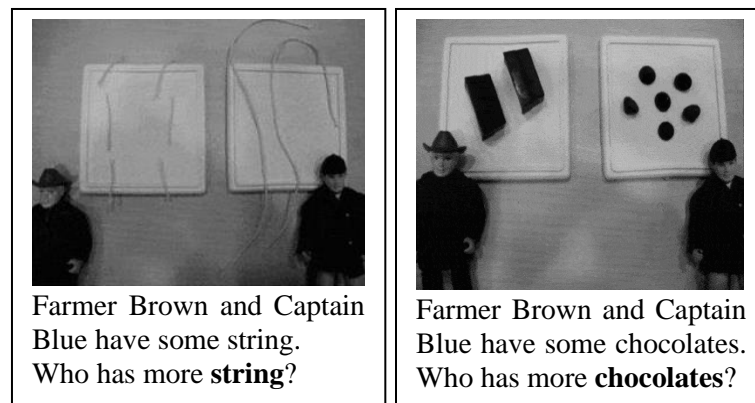 Farmer Brown and Captain
Blue have some string.
Who has more string?
Farmer Brown and Captain
Blue have some chocolates.
Who has more chocolates?